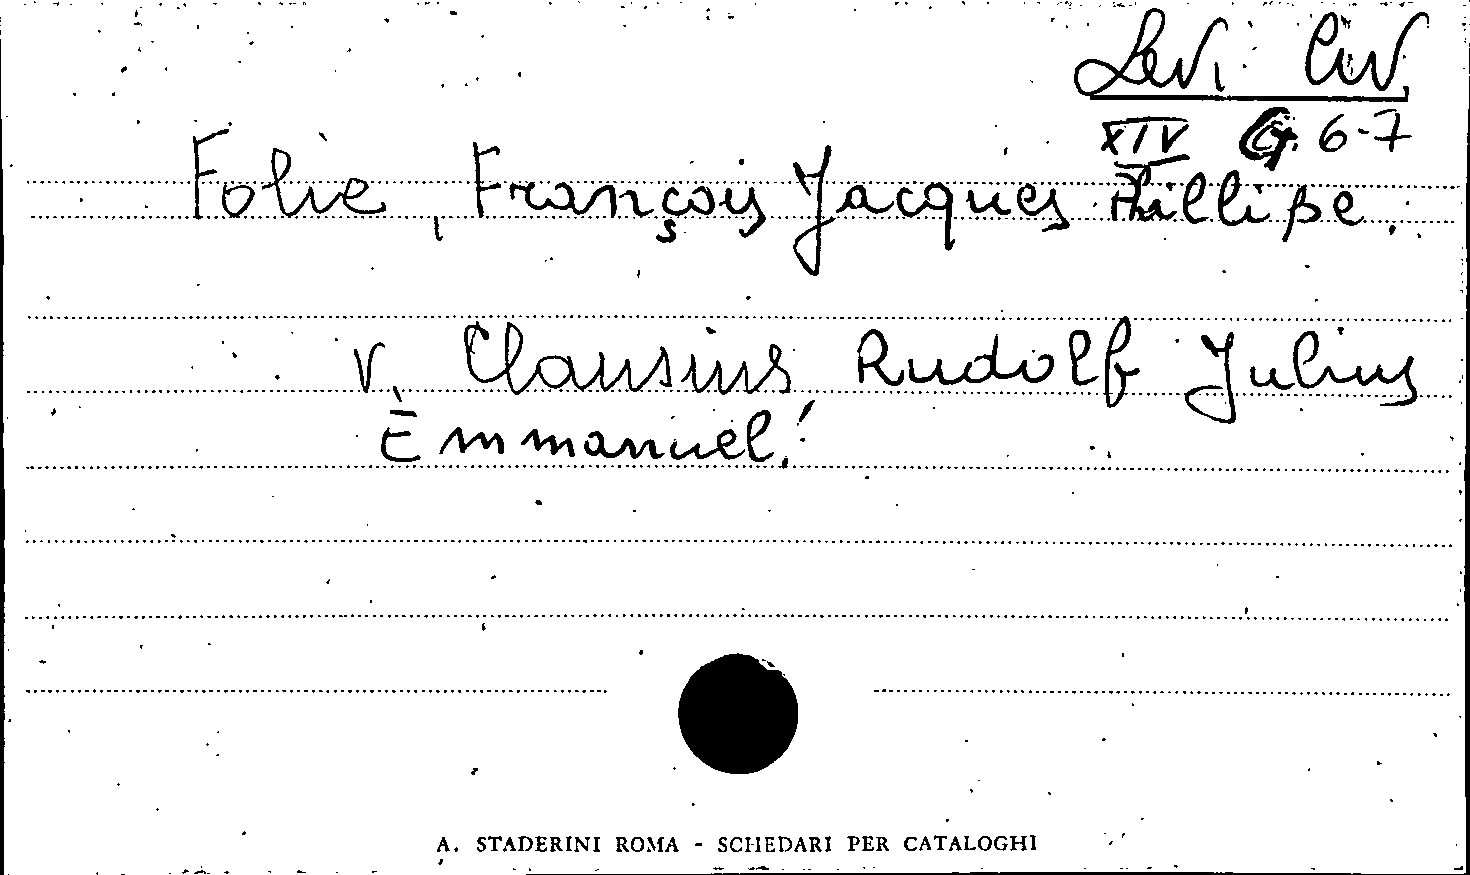 Levi Civ.
XIV G. 6-7
Folie, François Jacques Phillipe.
v. Clausius Rudolf Julius
Emmanuel.
A. STADERINI ROMA - SCHEDARI PER CATALOGHI